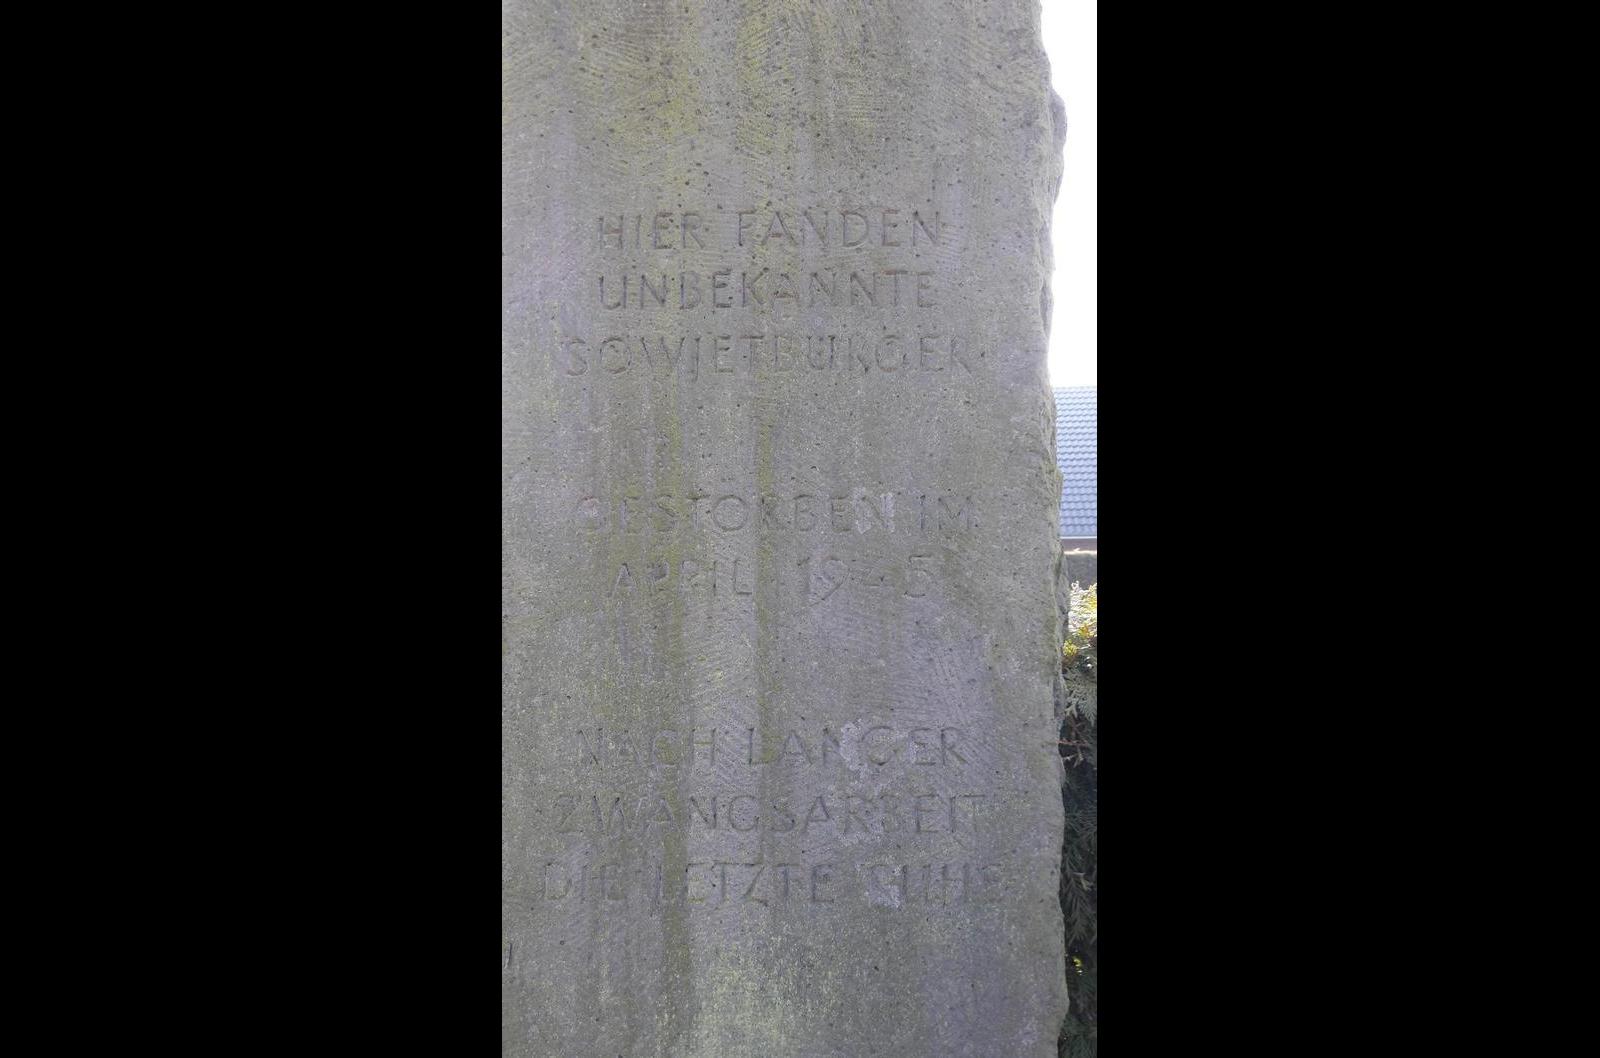 HIER FANDEN
UNBEKANNTE
SOWJETBÜRGER
GESTORBEN IM
APRIL 1945
NACH LANGER
ZWANGSARBEIT
DIE LETZTE RUHE